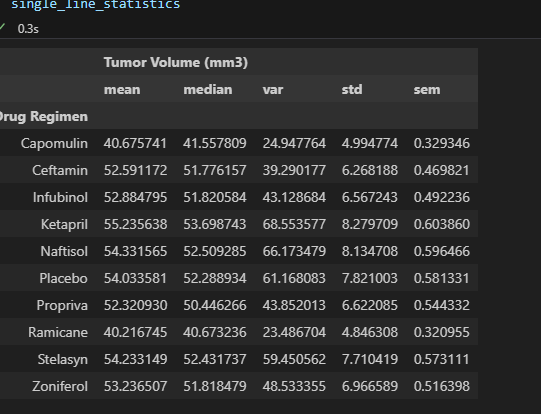 single_line_statistics
0.3s
Tumor Volume (mm3)
mean median var std sem
Drug Regimen
Capomulin 40.675741 41.557809 24.947764 4.994774 0.329346
Ceftamin 52.591172 51.776157 39.290177 6.268188 0.469821
Infubinol 52.884795 51.820584 43.128684 6.567243 0.492236
Ketapril 55.235638 53.698743 68.553577 8.279709 0.603860
Naftisol 54.331565 52.509285 66.173479 8.134708 0.596466
Placebo 54.033581 52.288934 61.168083 7.821003 0.581331
Propriva 52.320930 50.446266 43.852013 6.622085 0.544332
Ramicane 40.216745 40.673236 23.486704 4.846308 0.320955
Stelasyn 54.233149 52.431737 59.450562 7.710419 0.573111
Zoniferol 53.236507 51.818479 48.533355 6.966589 0.516398